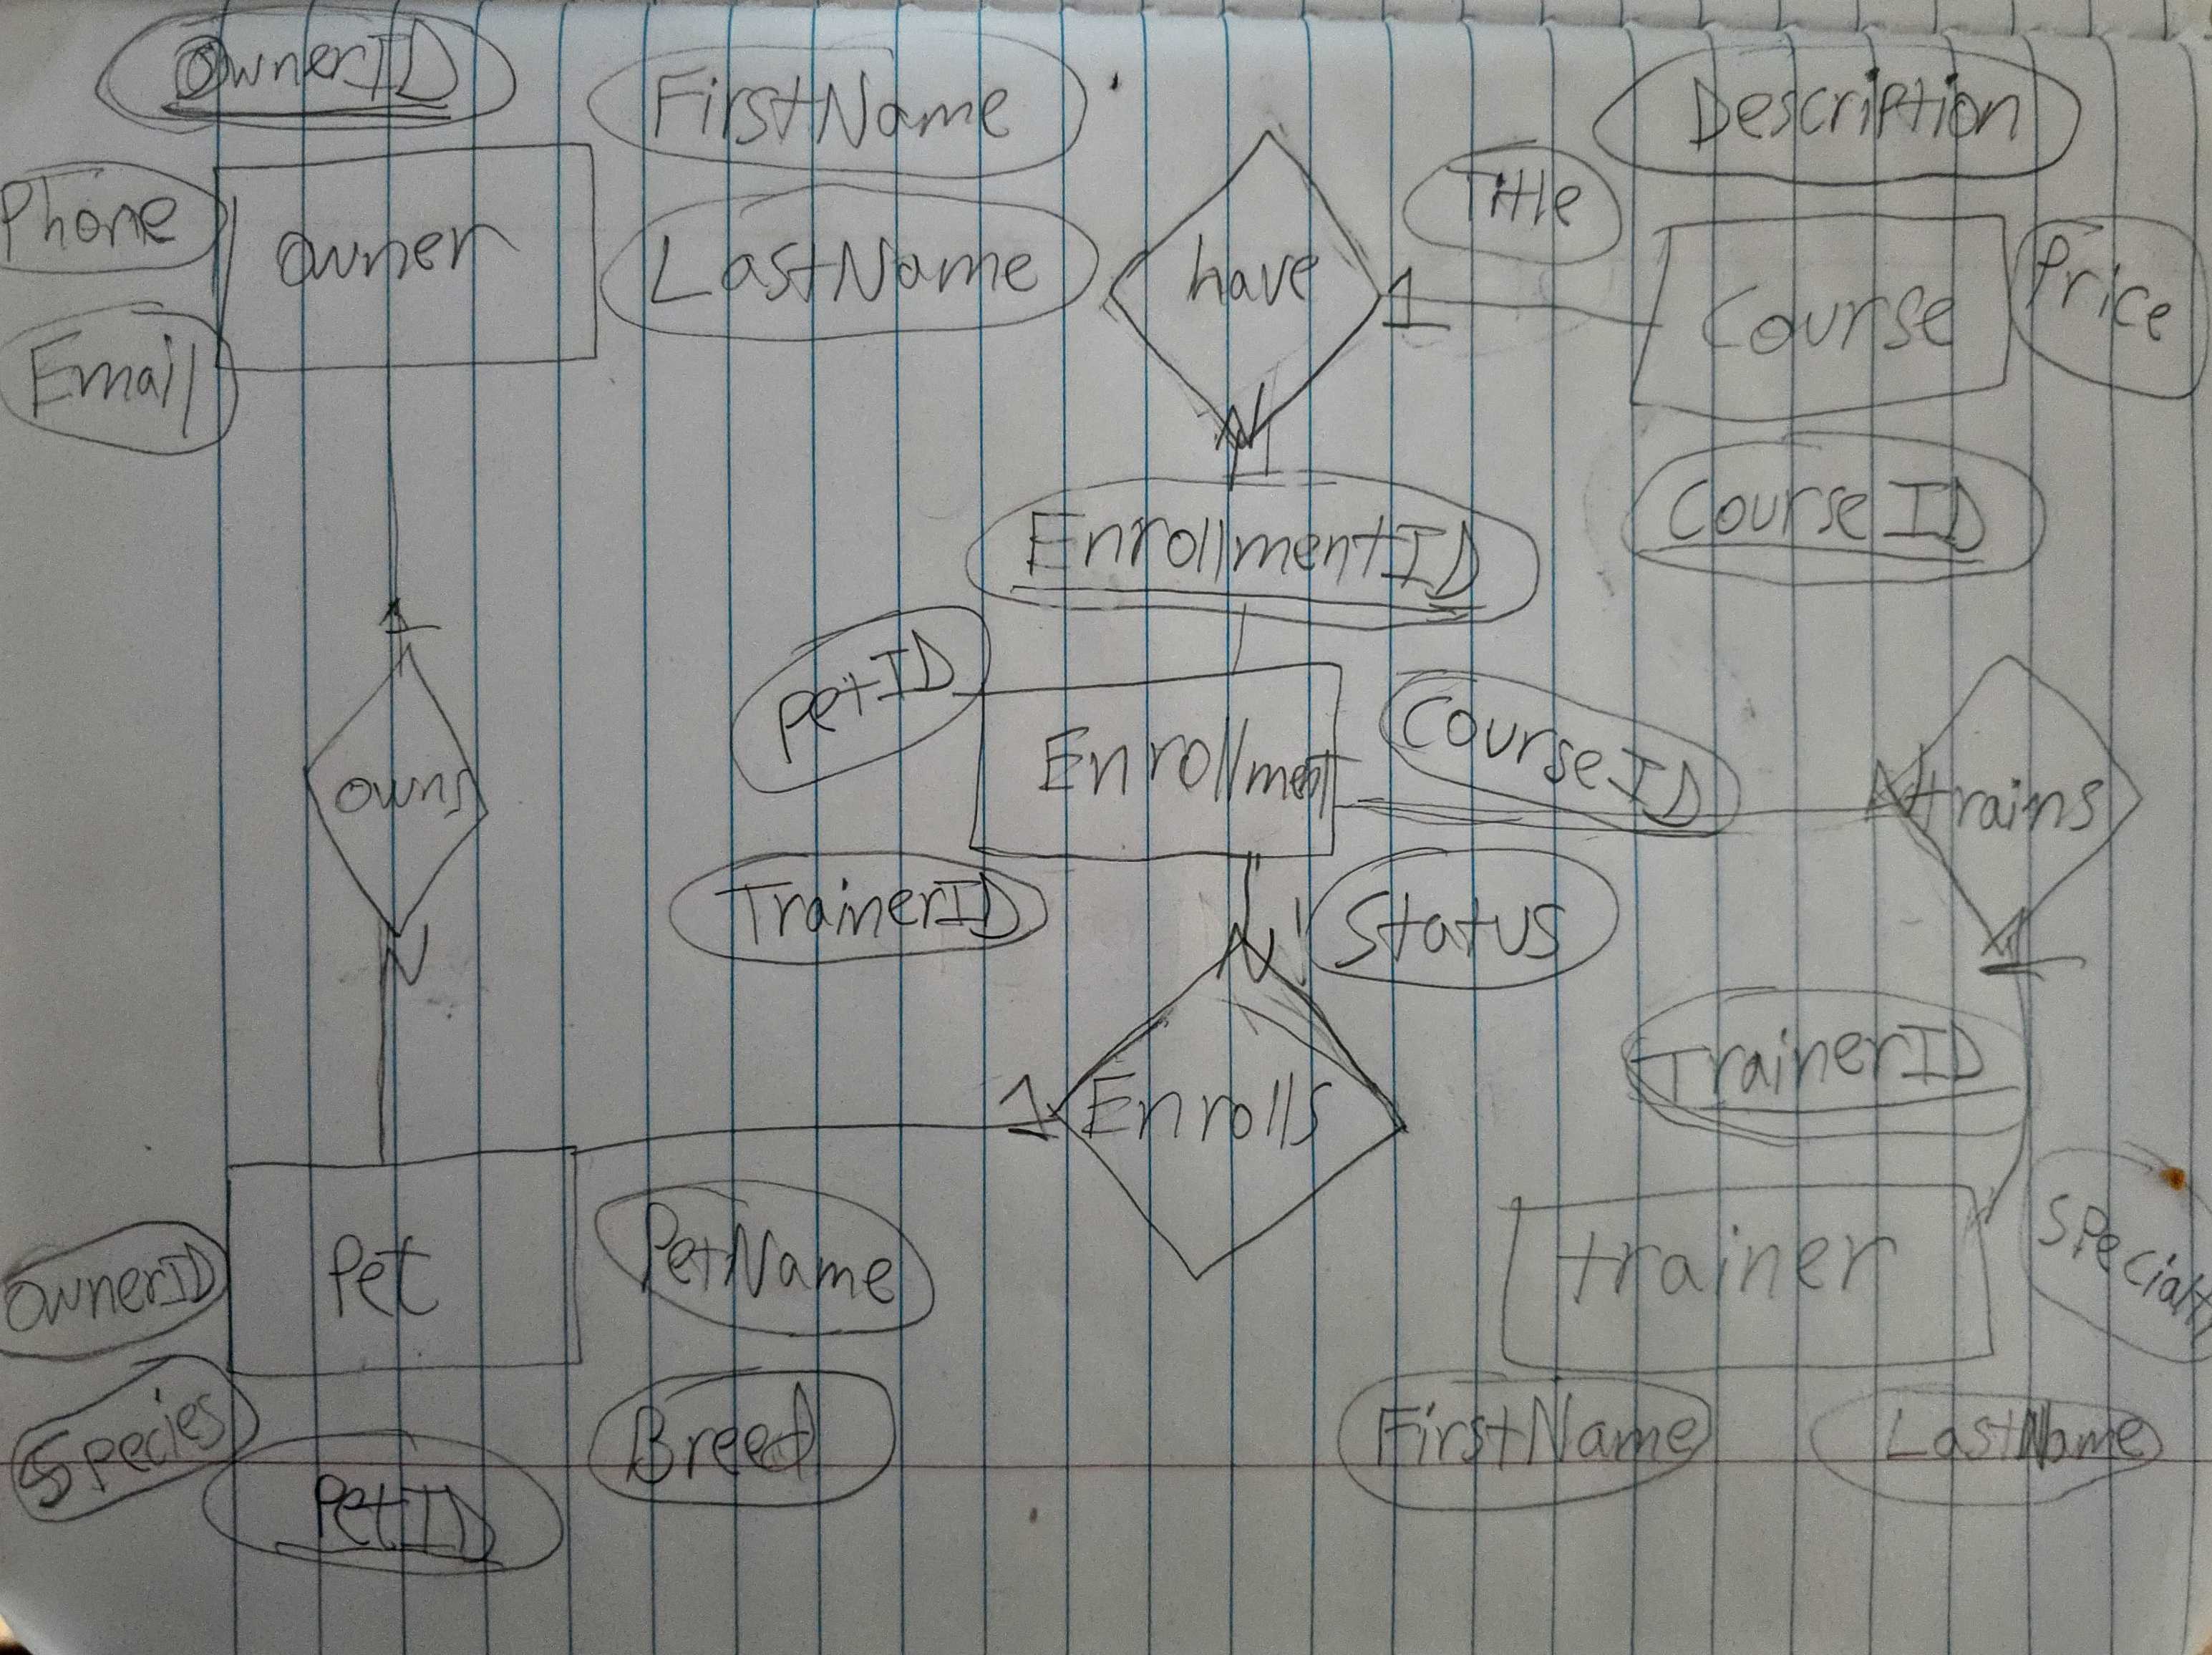 OwnerID
FirstName
Description
Phone
owner
LastName
have
Title
1
Course
Price
Email
N
EnrollmentID
CourseID
1
PetID
Enrollment
CourseID
owns
N
trains
N
TrainerID
N
Status
1
TrainerID
1
Enrolls
OwnerID
Pet
PetName
trainer
Specialty
Species
PetID
Breed
FirstName
LastName